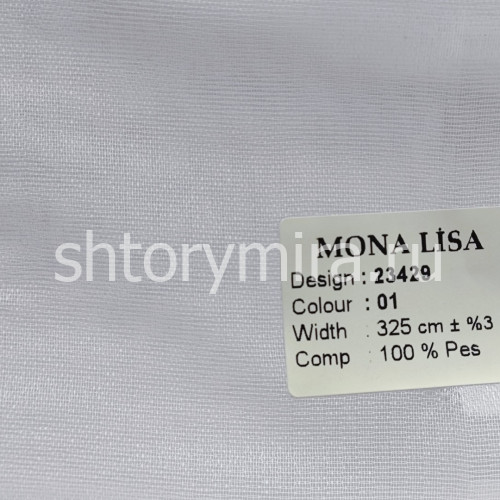 MONA LİSA
shtorymira.ru
Design : 23429
Colour : 01
Width : 325 cm ± %3
Comp : 100 % Pes